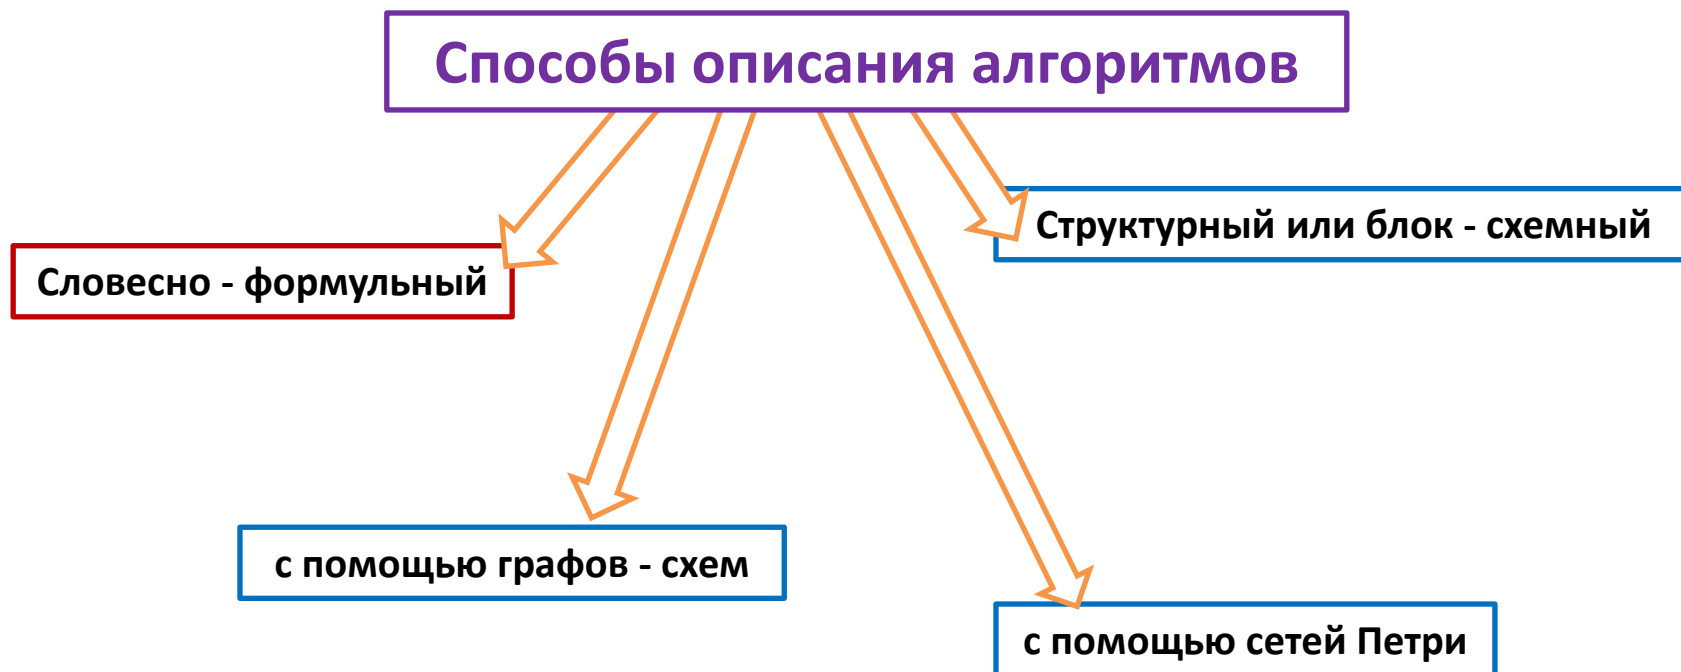 Способы описания алгоритмов
Структурный или блок - схемный
Словесно - формульный
с помощью графов - схем
с помощью сетей Петри